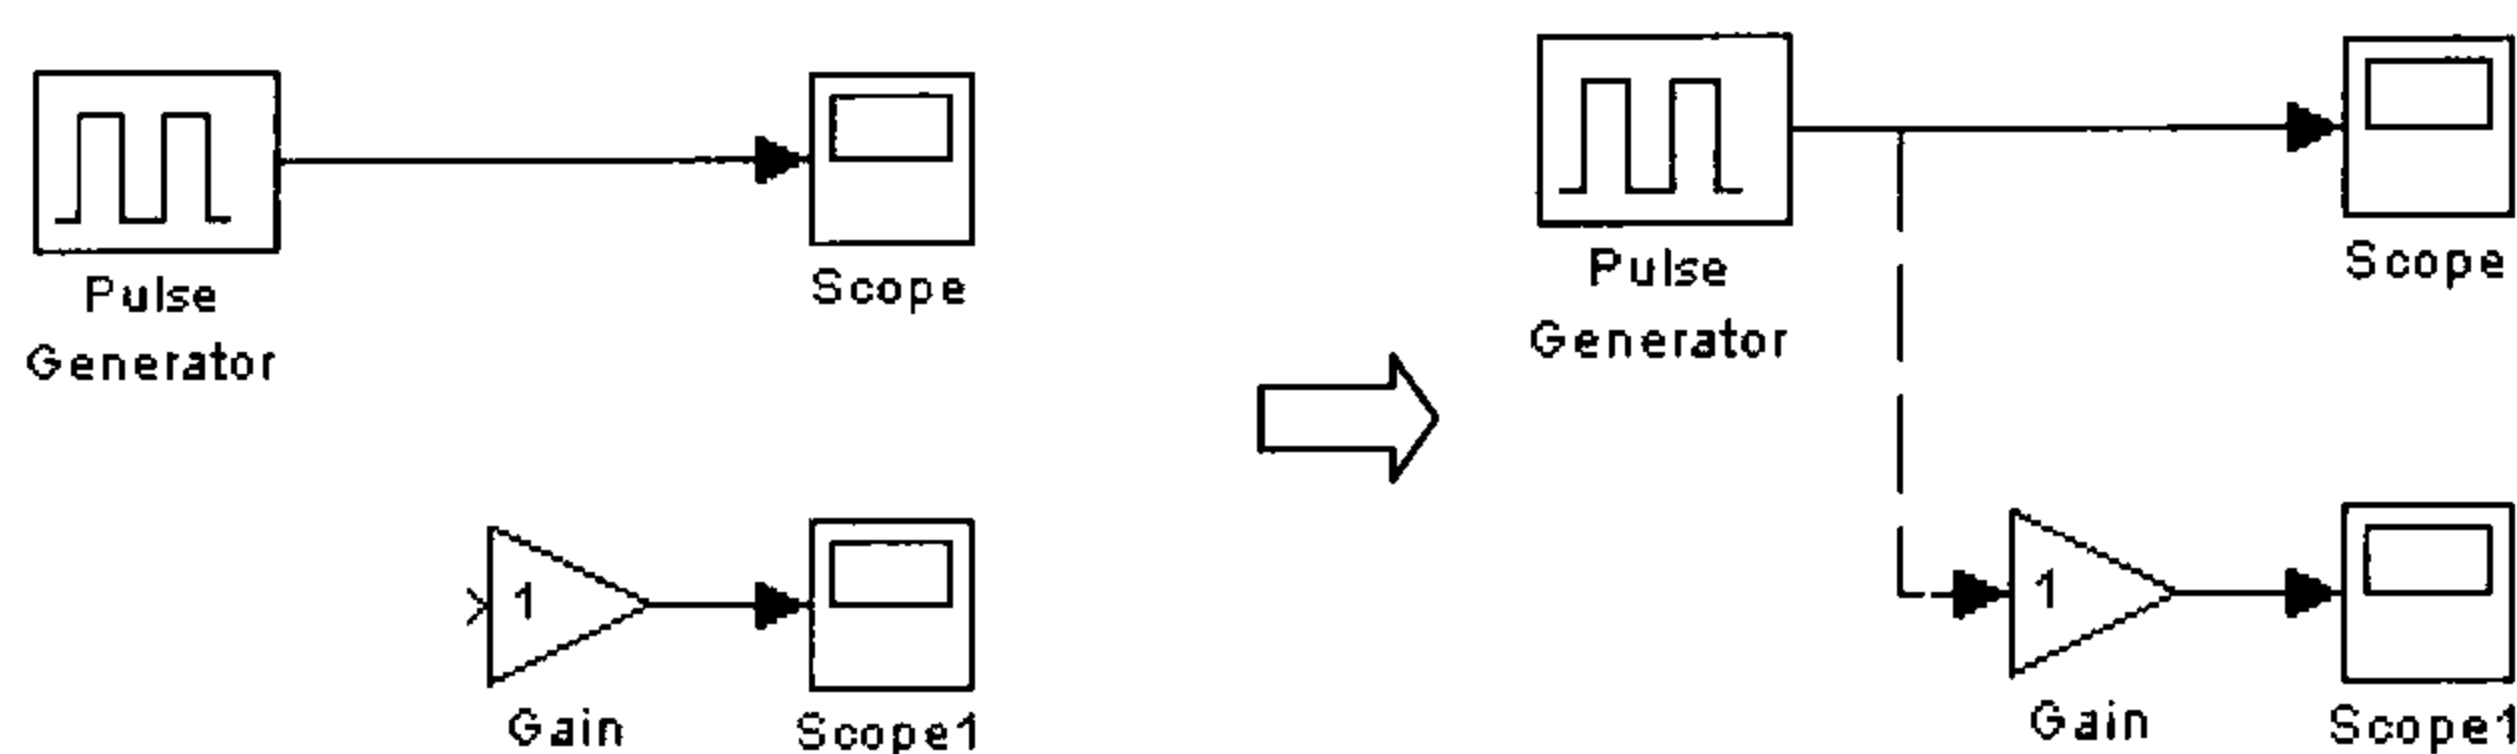 Pulse
Generator
Scope
1
Gain
Scope1
Pulse
Generator
Scope
1
Gain
Scope1